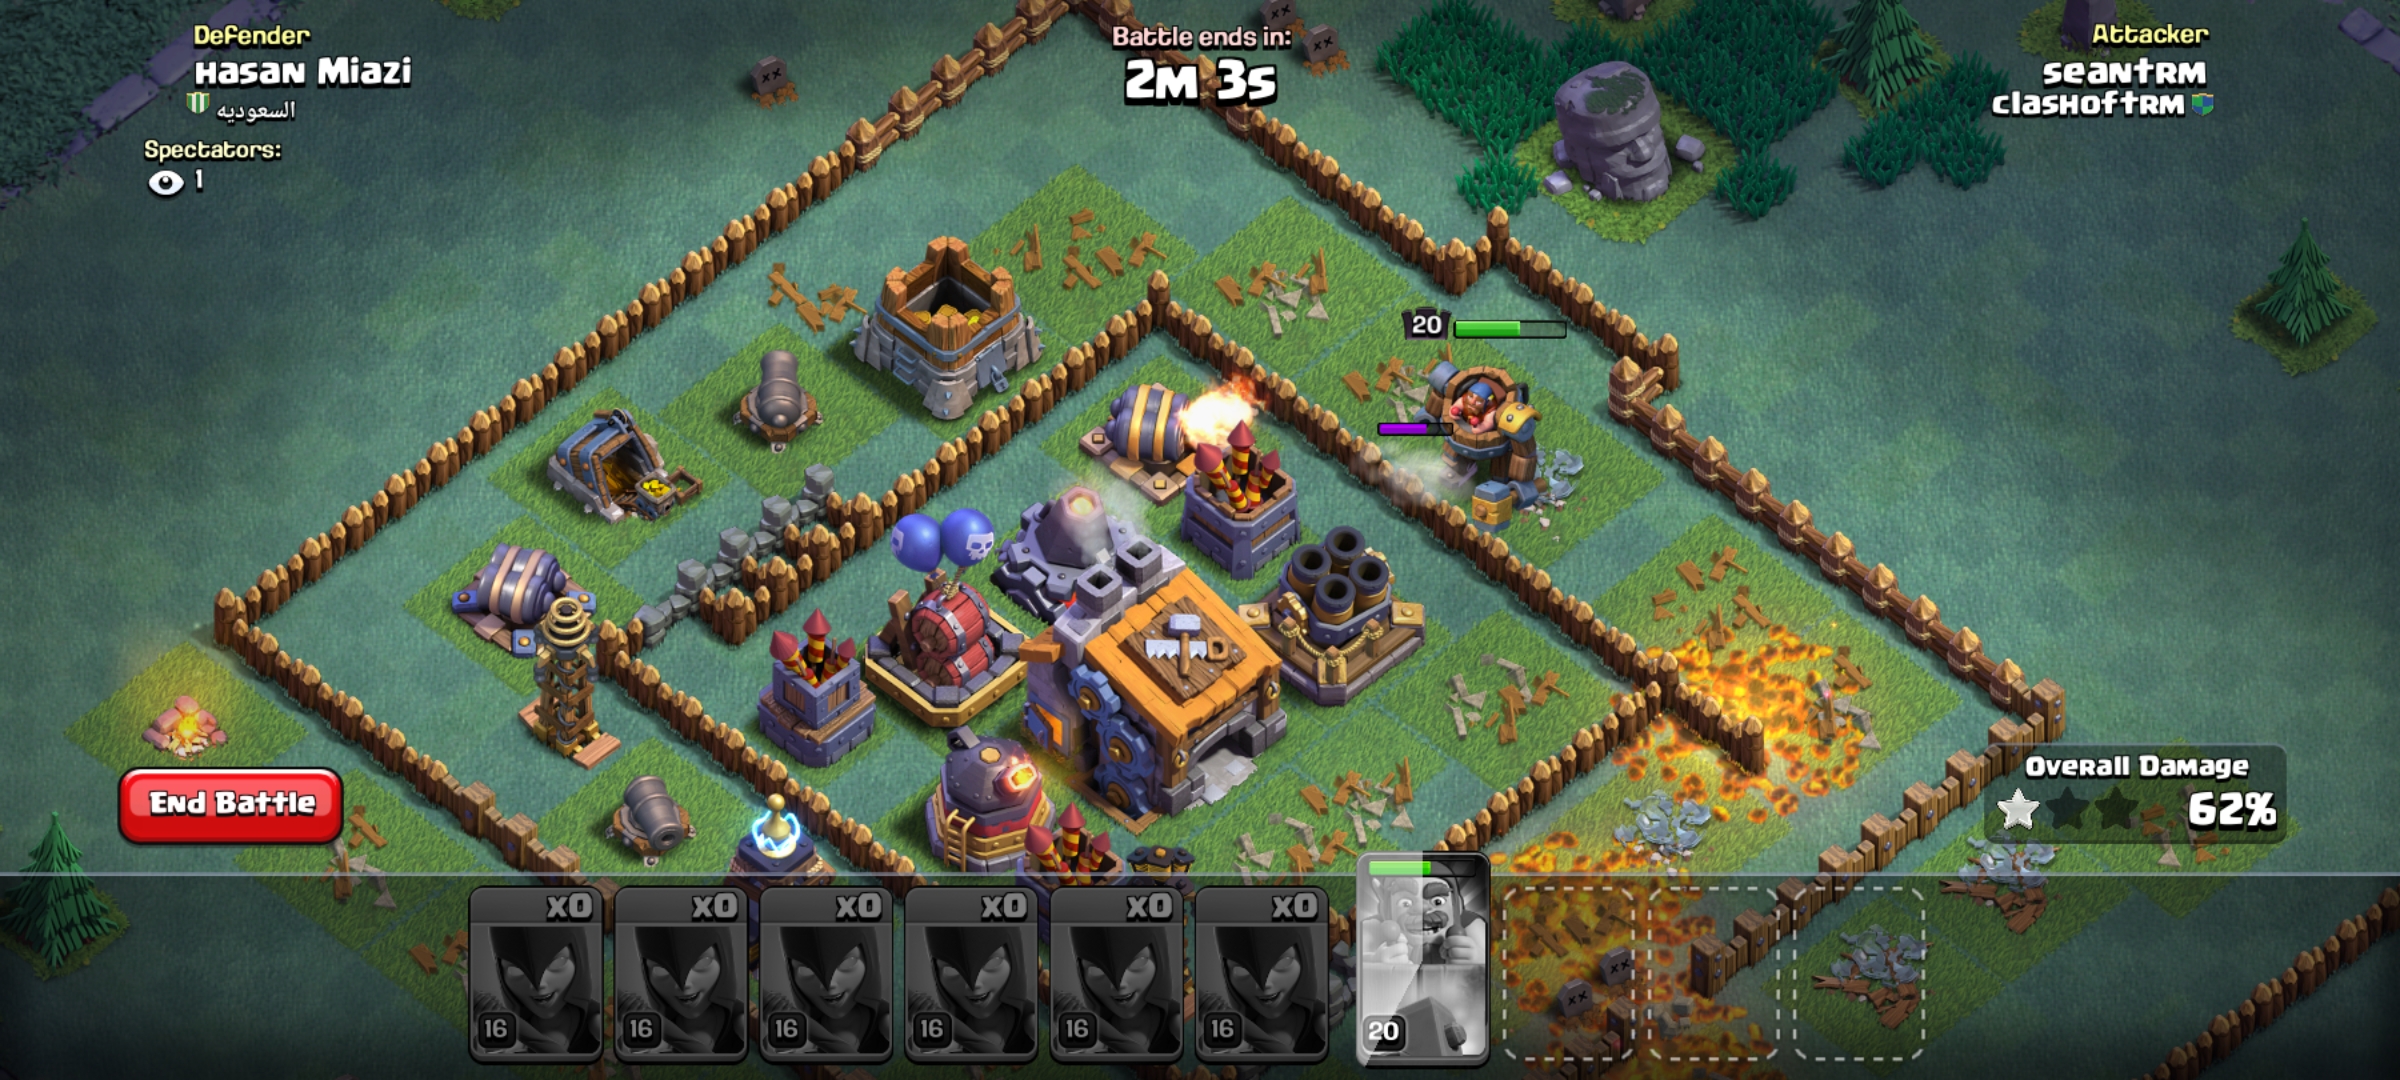 Defender
Hasan Miazi
السعوديه
Spectators:
1
Battle ends in:
2M 3s
Attacker
seantRM
clashoftRM
20
End Battle
Overall Damage
62%
x0
x0
x0
x0
x0
x0
16
16
16
16
16
16
20